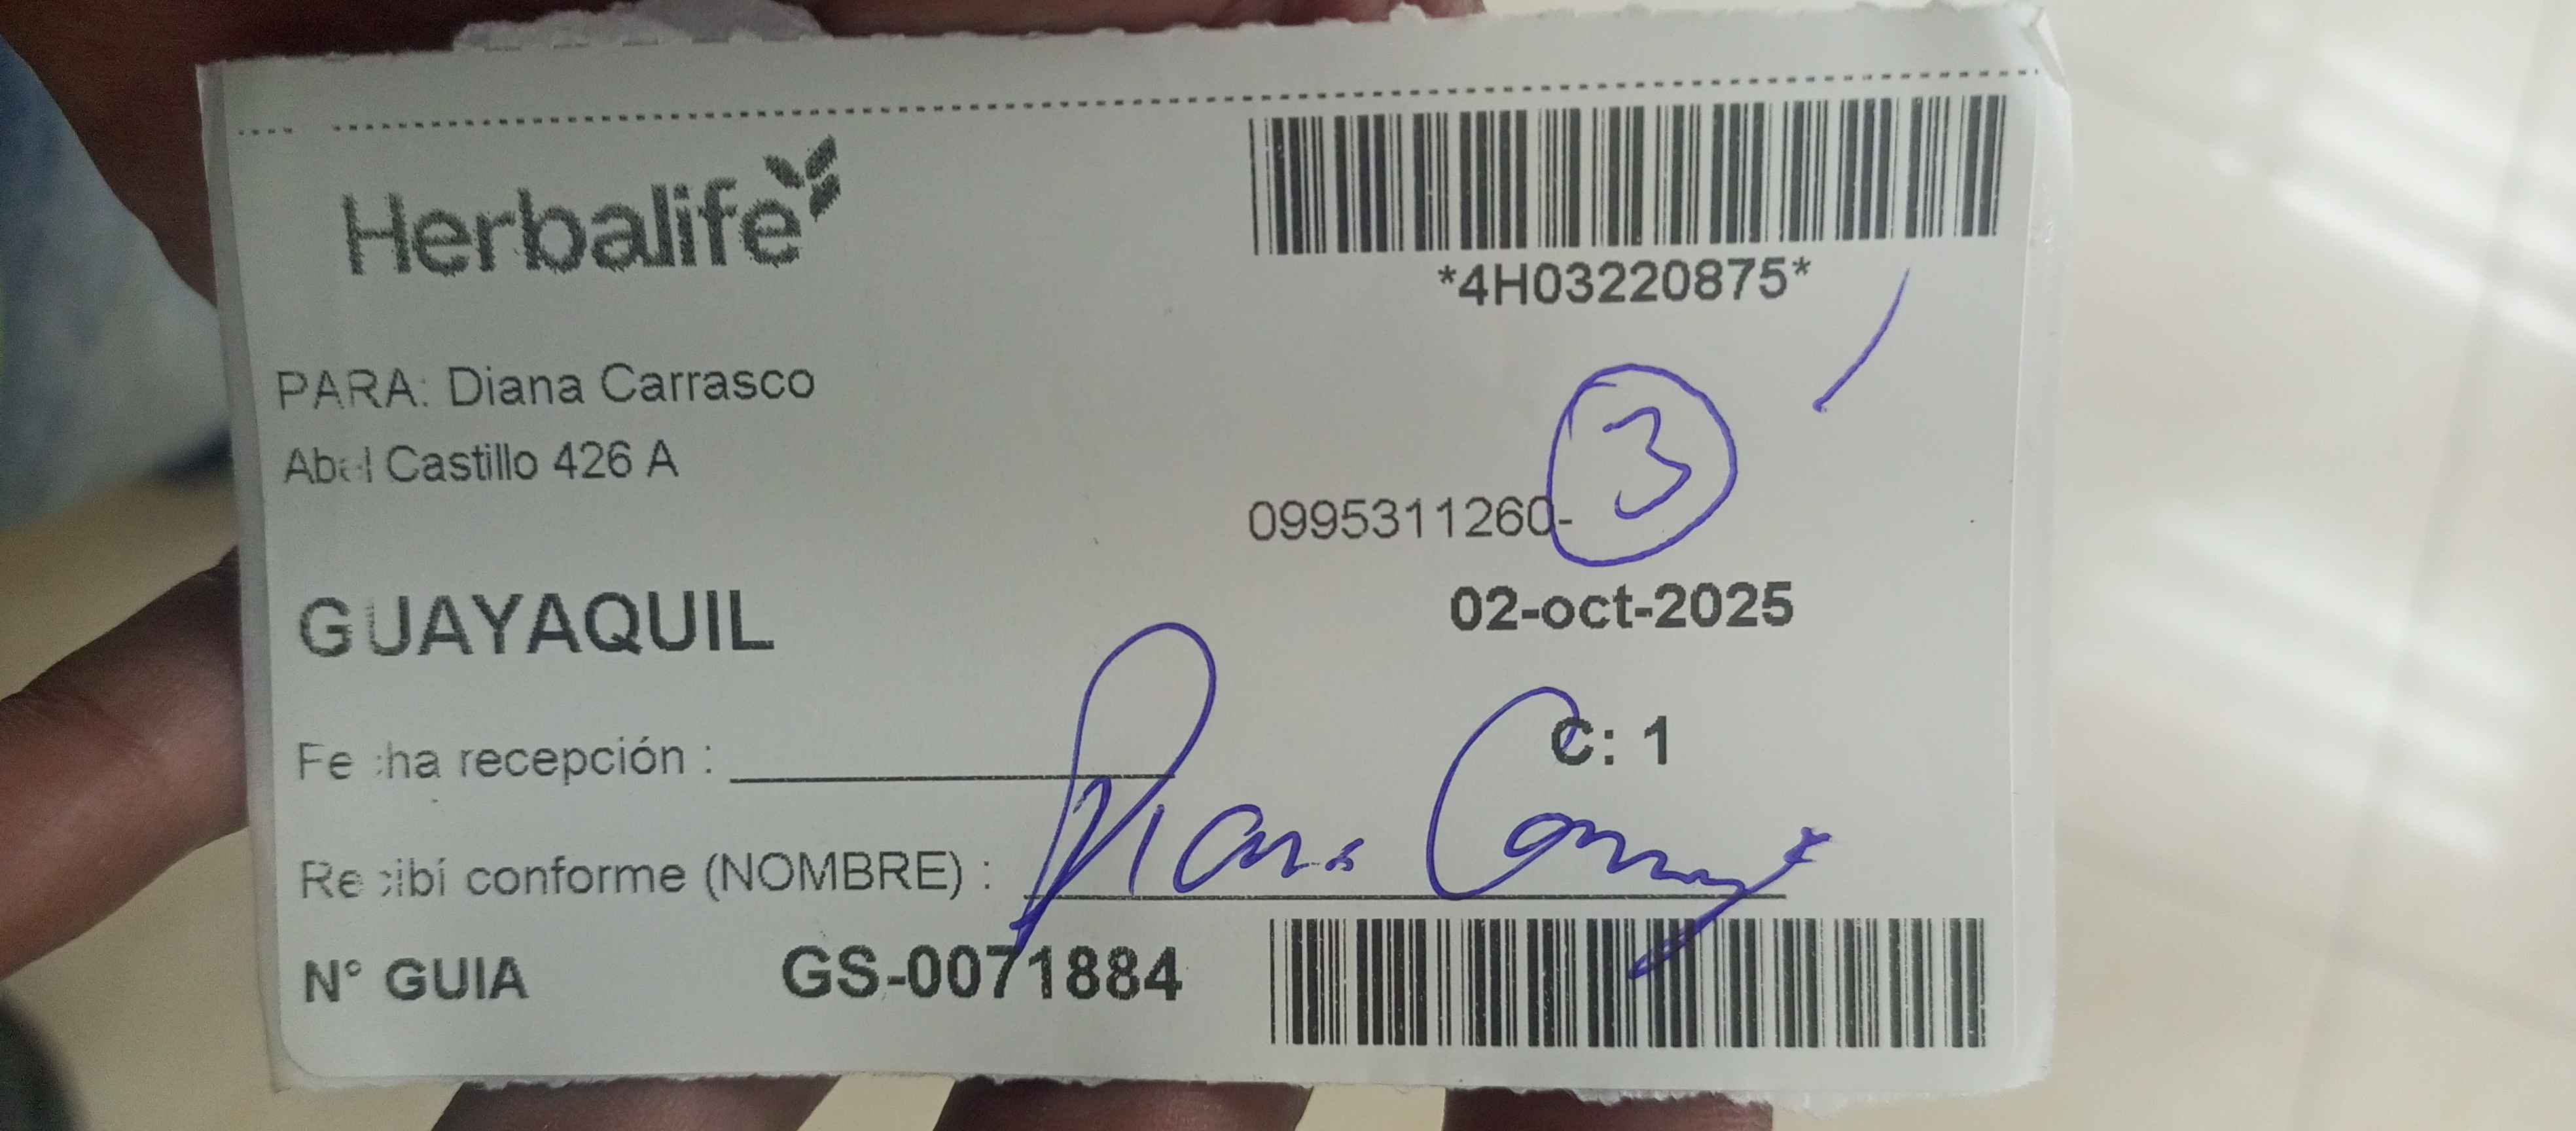 Herbalife
*4H03220875*
PARA: Diana Carrasco
Abel Castillo 426 A
3
0995311260-
GUAYAQUIL
02-oct-2025
C: 1
Fecha recepción :
Recibí conforme (NOMBRE) : Diana
N° GUIA GS-0071884